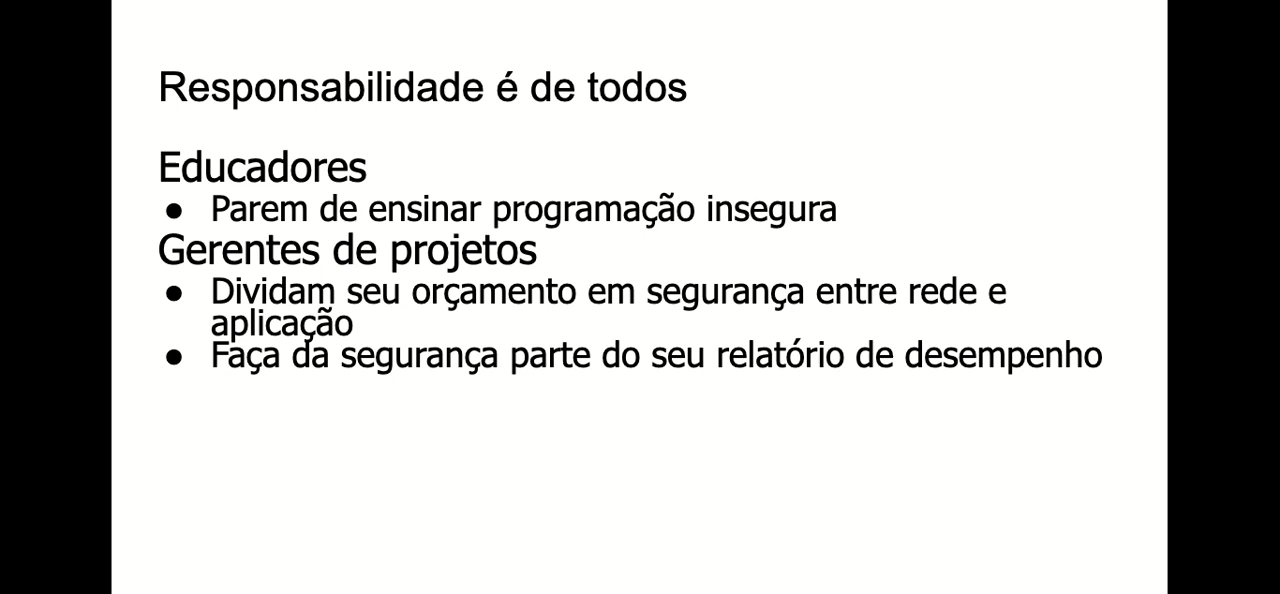 Responsabilidade é de todos
Educadores
● Parem de ensinar programação insegura
Gerentes de projetos
● Dividam seu orçamento em segurança entre rede e
aplicação
● Faça da segurança parte do seu relatório de desempenho